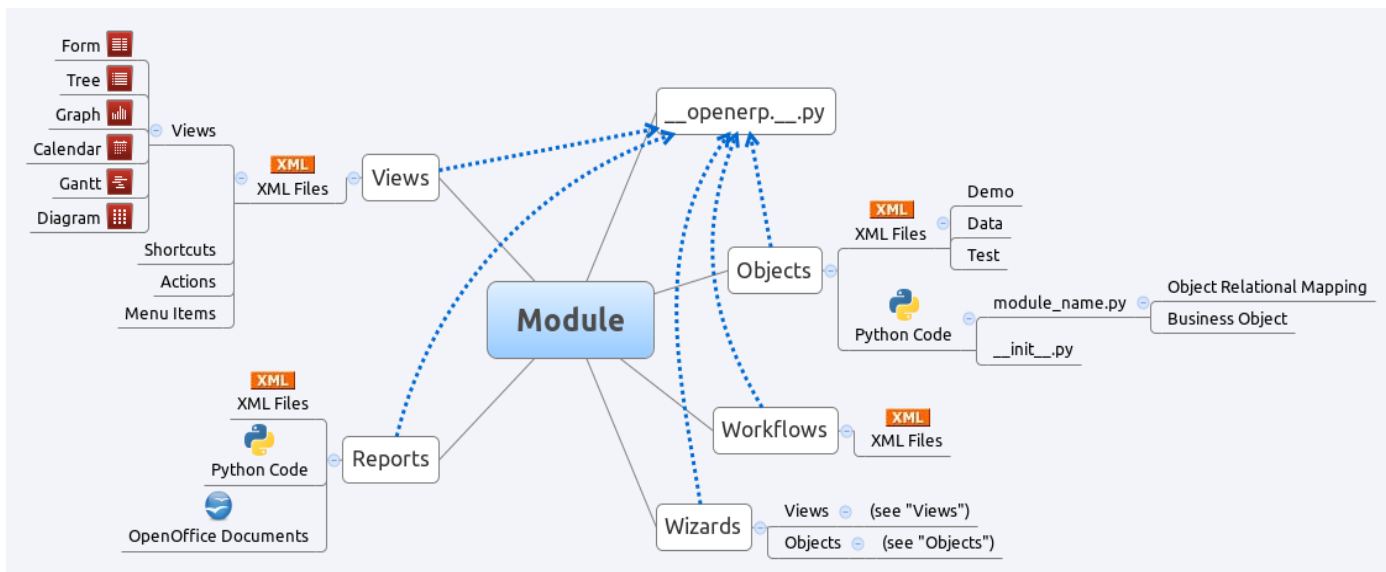 Form
Tree
Graph
Calendar
Gantt
Diagram
Views
XML
XML Files
Views
Shortcuts
Actions
Menu Items
__openerp.__.py
Module
Objects
XML
XML Files
Demo
Data
Test
Python Code
module_name.py
Object Relational Mapping
Business Object
__init__.py
XML
XML Files
Python Code
OpenOffice Documents
Reports
Workflows
XML
XML Files
Wizards
Views
(see "Views")
Objects
(see "Objects")